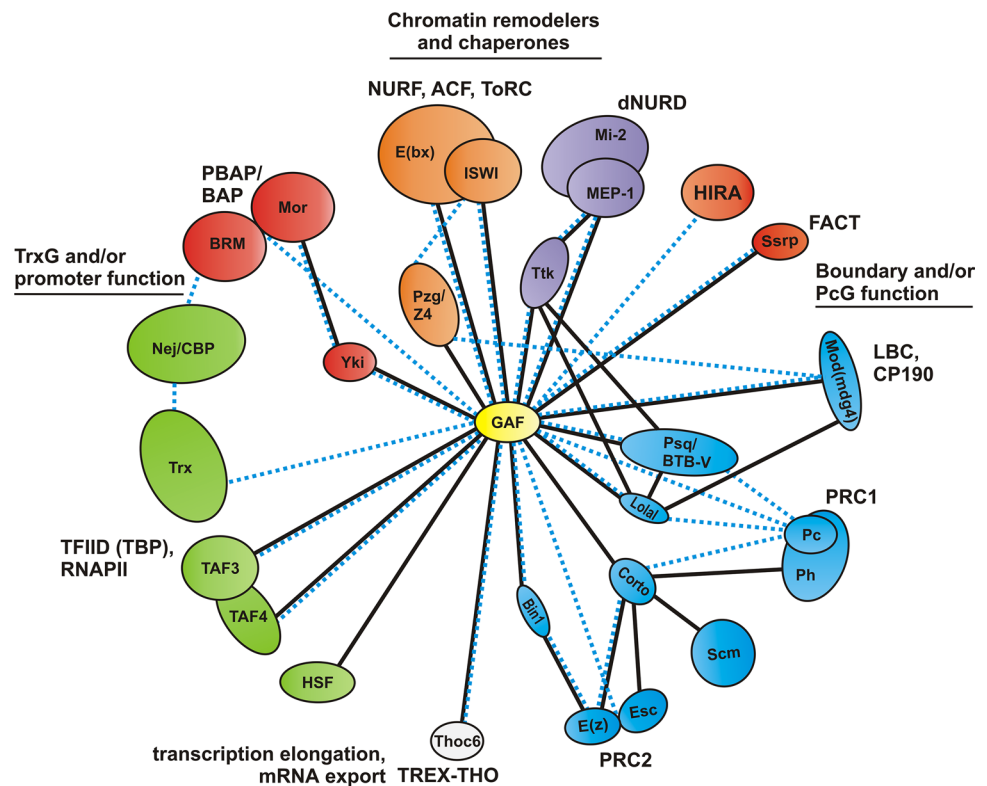 Chromatin remodelers
and chaperones
NURF, ACF, ToRC
dNURD
E(bx)
ISWI
Mi-2
MEP-1
PBAP/
BAP
Mor
BRM
HIRA
Ssrp
FACT
TrxG and/or
promoter function
Boundary and/or
PcG function
Ttk
Pzg/
Z4
Nej/CBP
Yki
Mod(mdg4)
LBC,
CP190
GAF
Psq/
BTB-V
Trx
Lolal
PRC1
Pc
Ph
TFIID (TBP),
RNAPII
TAF3
TAF4
Corto
Bin1
Scm
HSF
Esc
E(z)
PRC2
Thoc6
transcription elongation,
mRNA export
TREX-THO